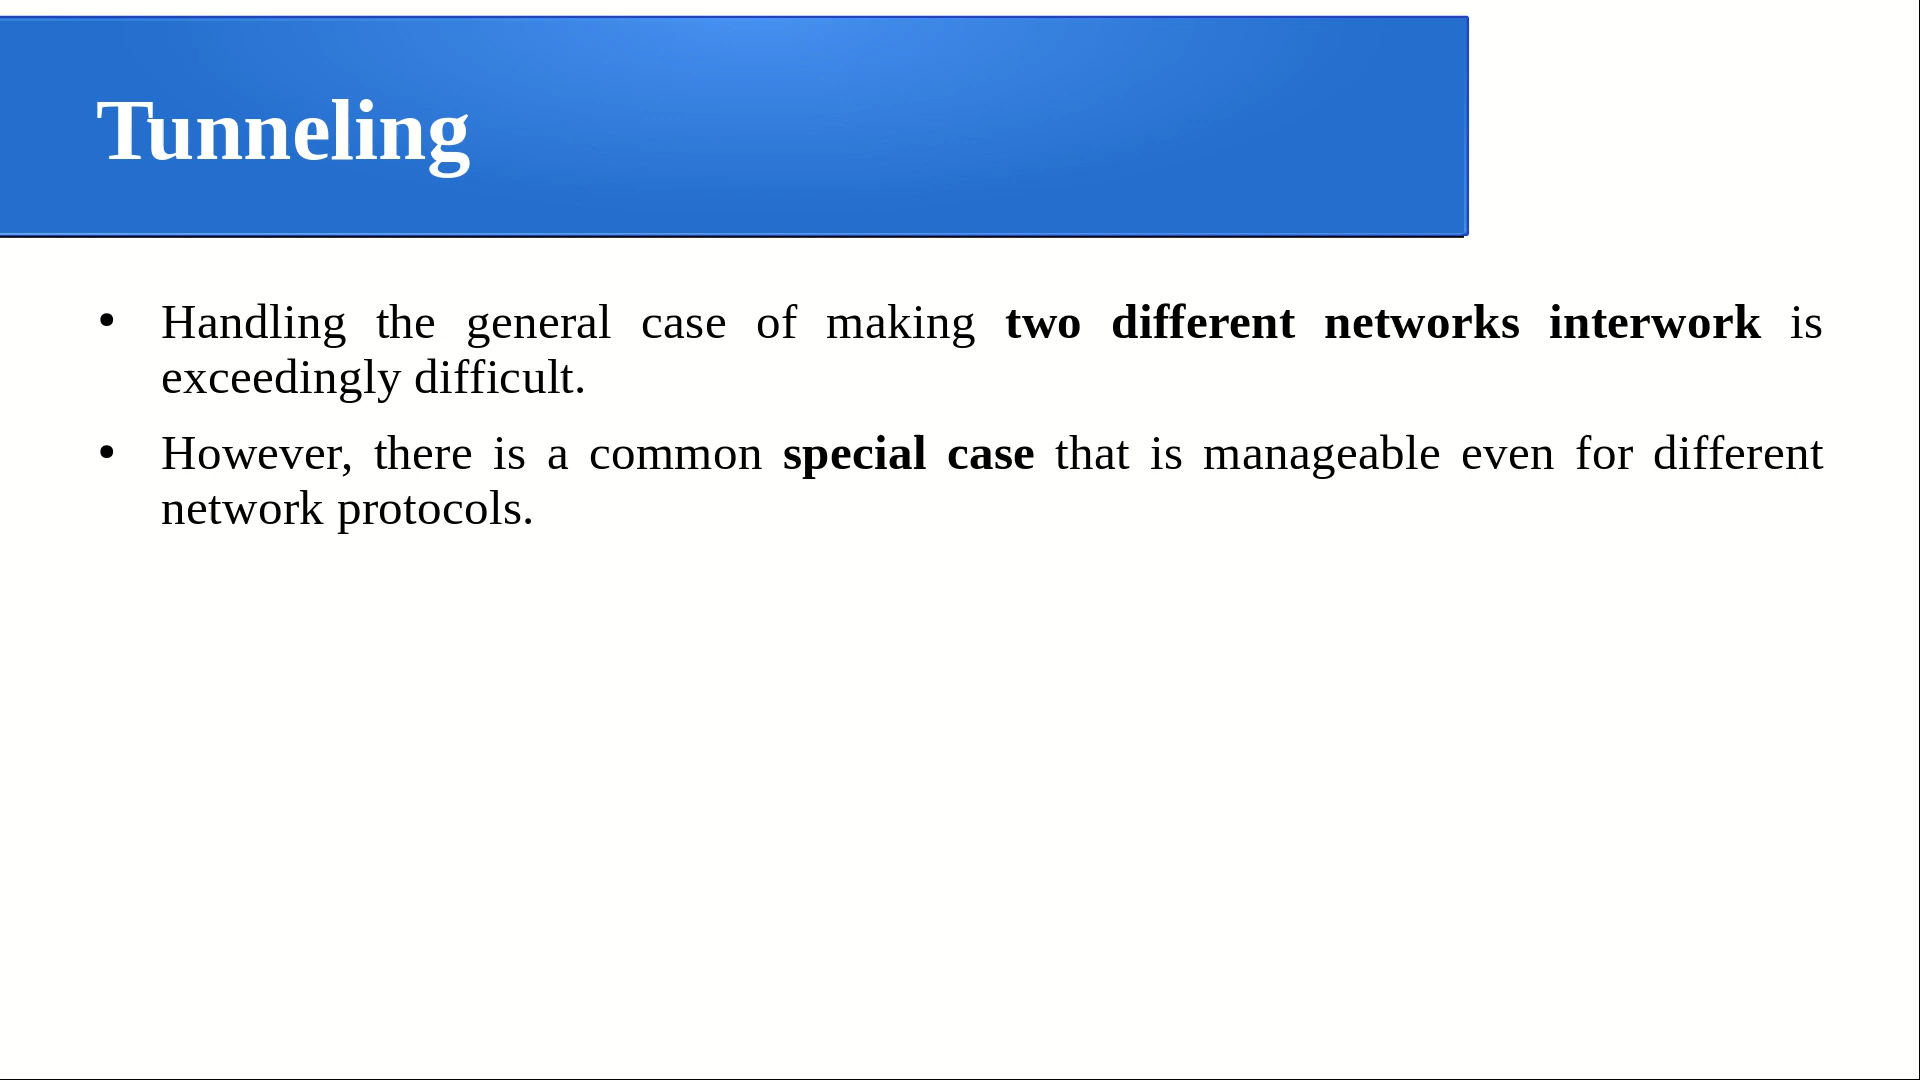 Tunneling
• Handling the general case of making two different networks interwork is
exceedingly difficult.
• However, there is a common special case that is manageable even for different
network protocols.